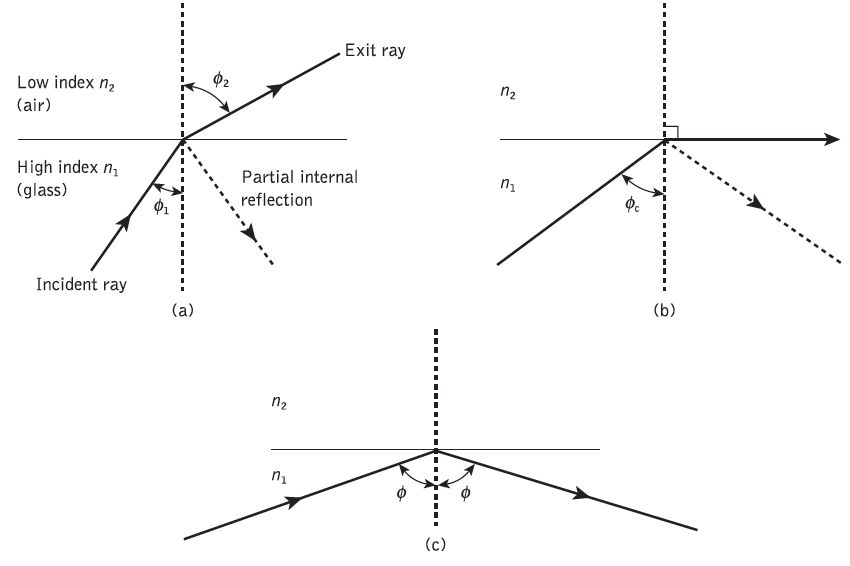 Exit ray
ϕ₂
Low index n₂
(air)
High index n₁
(glass)
ϕ₁
Partial internal
reflection
Incident ray
(a)
n₂
n₁
ϕc
(b)
n₂
n₁
ϕ ϕ
(c)